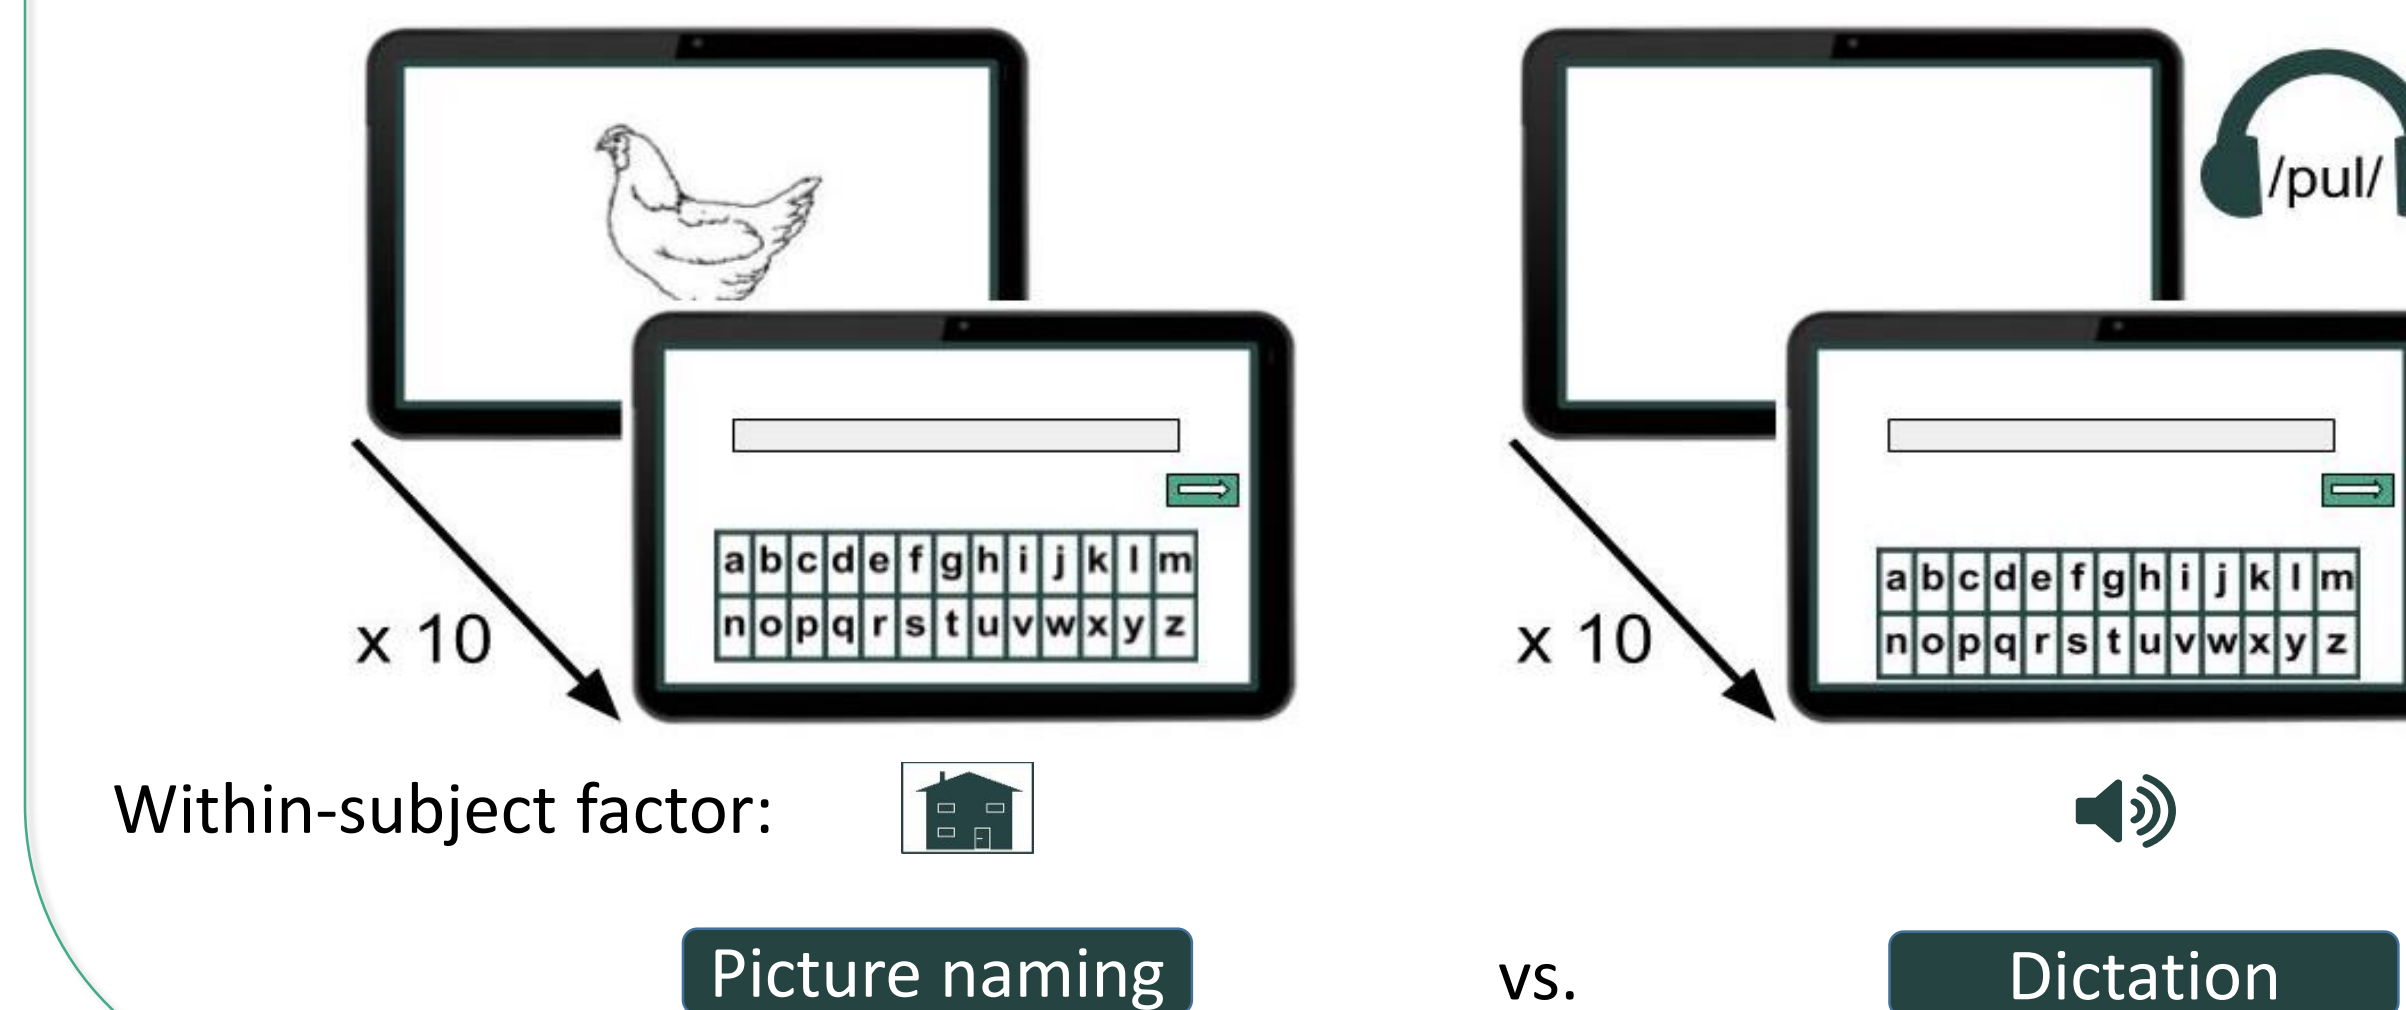 /pul/
a b c d e f g h i j k l m
n o p q r s t u v w x y z
x 10
a b c d e f g h i j k l m
n o p q r s t u v w x y z
x 10
Within-subject factor:
Picture naming vs. Dictation